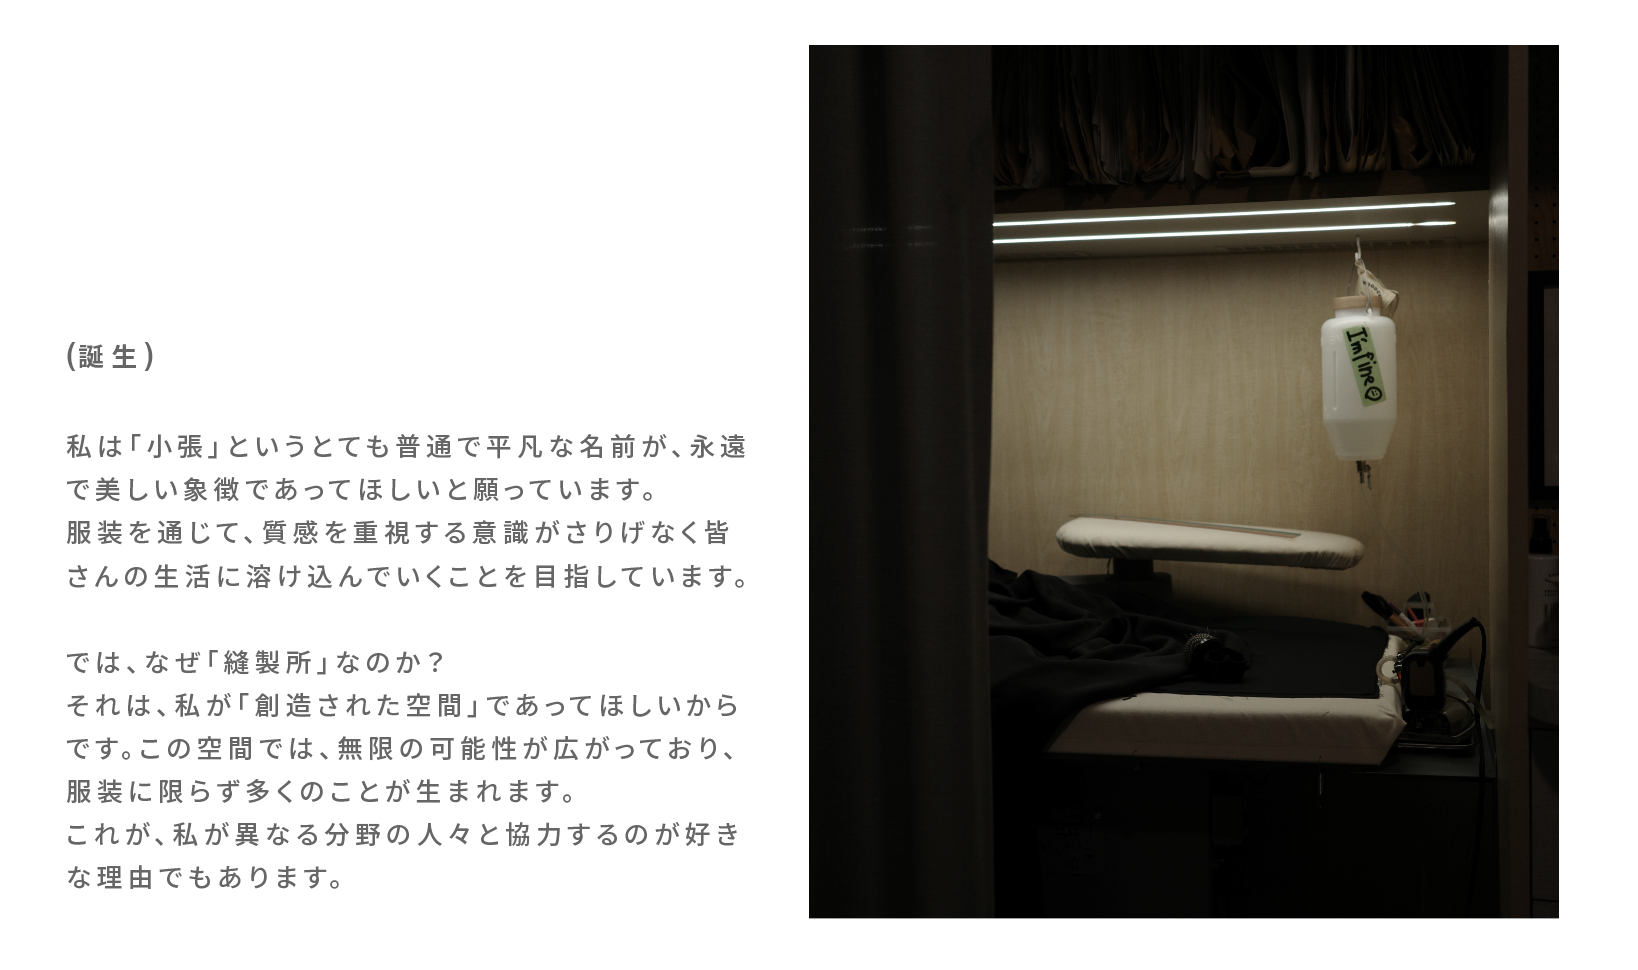 (誕生)
私は「小張」というとても普通で平凡な名前が、永遠
で美しい象徴であってほしいと願っています。
服装を通じて、質感を重視する意識がさりげなく皆
さんの生活に溶け込んでいくことを目指しています。
では、なぜ「縫製所」なのか？
それは、私が「創造された空間」であってほしいから
です。この空間では、無限の可能性が広がっており、
服装に限らず多くのことが生まれます。
これが、私が異なる分野の人々と協力するのが好き
な理由でもあります。
I'm fine